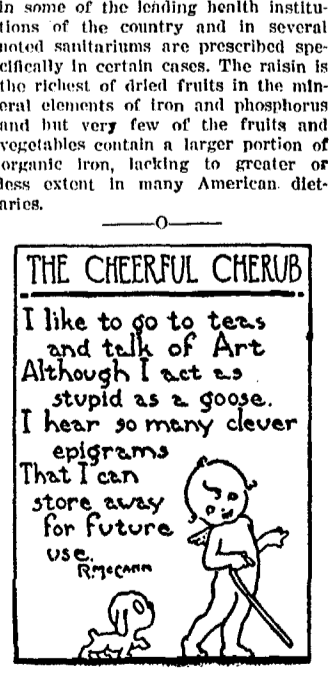 in some of the leading health institu-
tions of the country and in several
noted sanitariums are prescribed spe-
cifically in certain cases. The raisin is
the richest of dried fruits in the min-
eral elements of iron and phosphorus
and but very few of the fruits and
vegetables contain a larger portion of
organic iron, lacking to greater or
less extent in many American diet-
aries.
O
THE CHEERFUL CHERUB
I like to go to teas
and talk of Art
Although I act as
stupid as a goose.
I hear so many clever
epigrams
That I can
store away
for future
use.
R.McCann